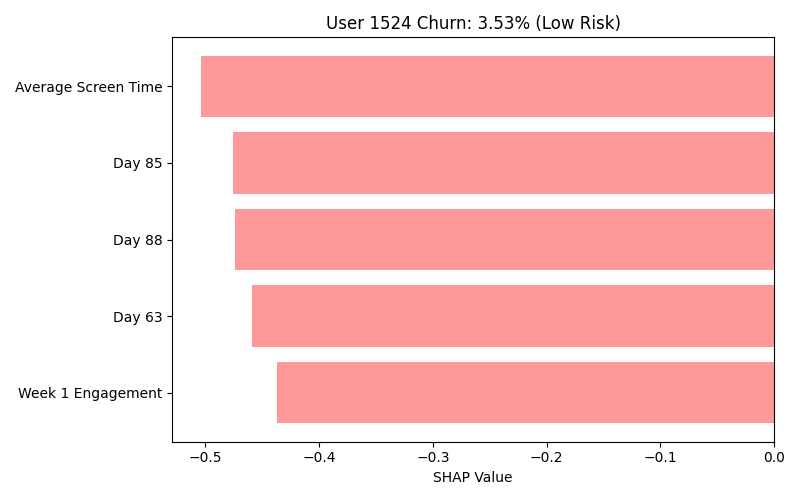 User 1524 Churn: 3.53% (Low Risk)
Average Screen Time
Day 85
Day 88
Day 63
Week 1 Engagement
−0.5 −0.4 −0.3 −0.2 −0.1 0.0
SHAP Value